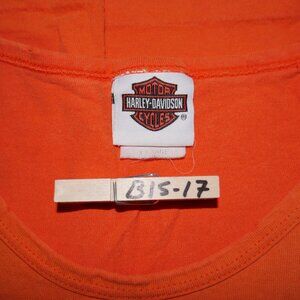 MOTOR
HARLEY-DAVIDSON
CYCLES
®
B15-17